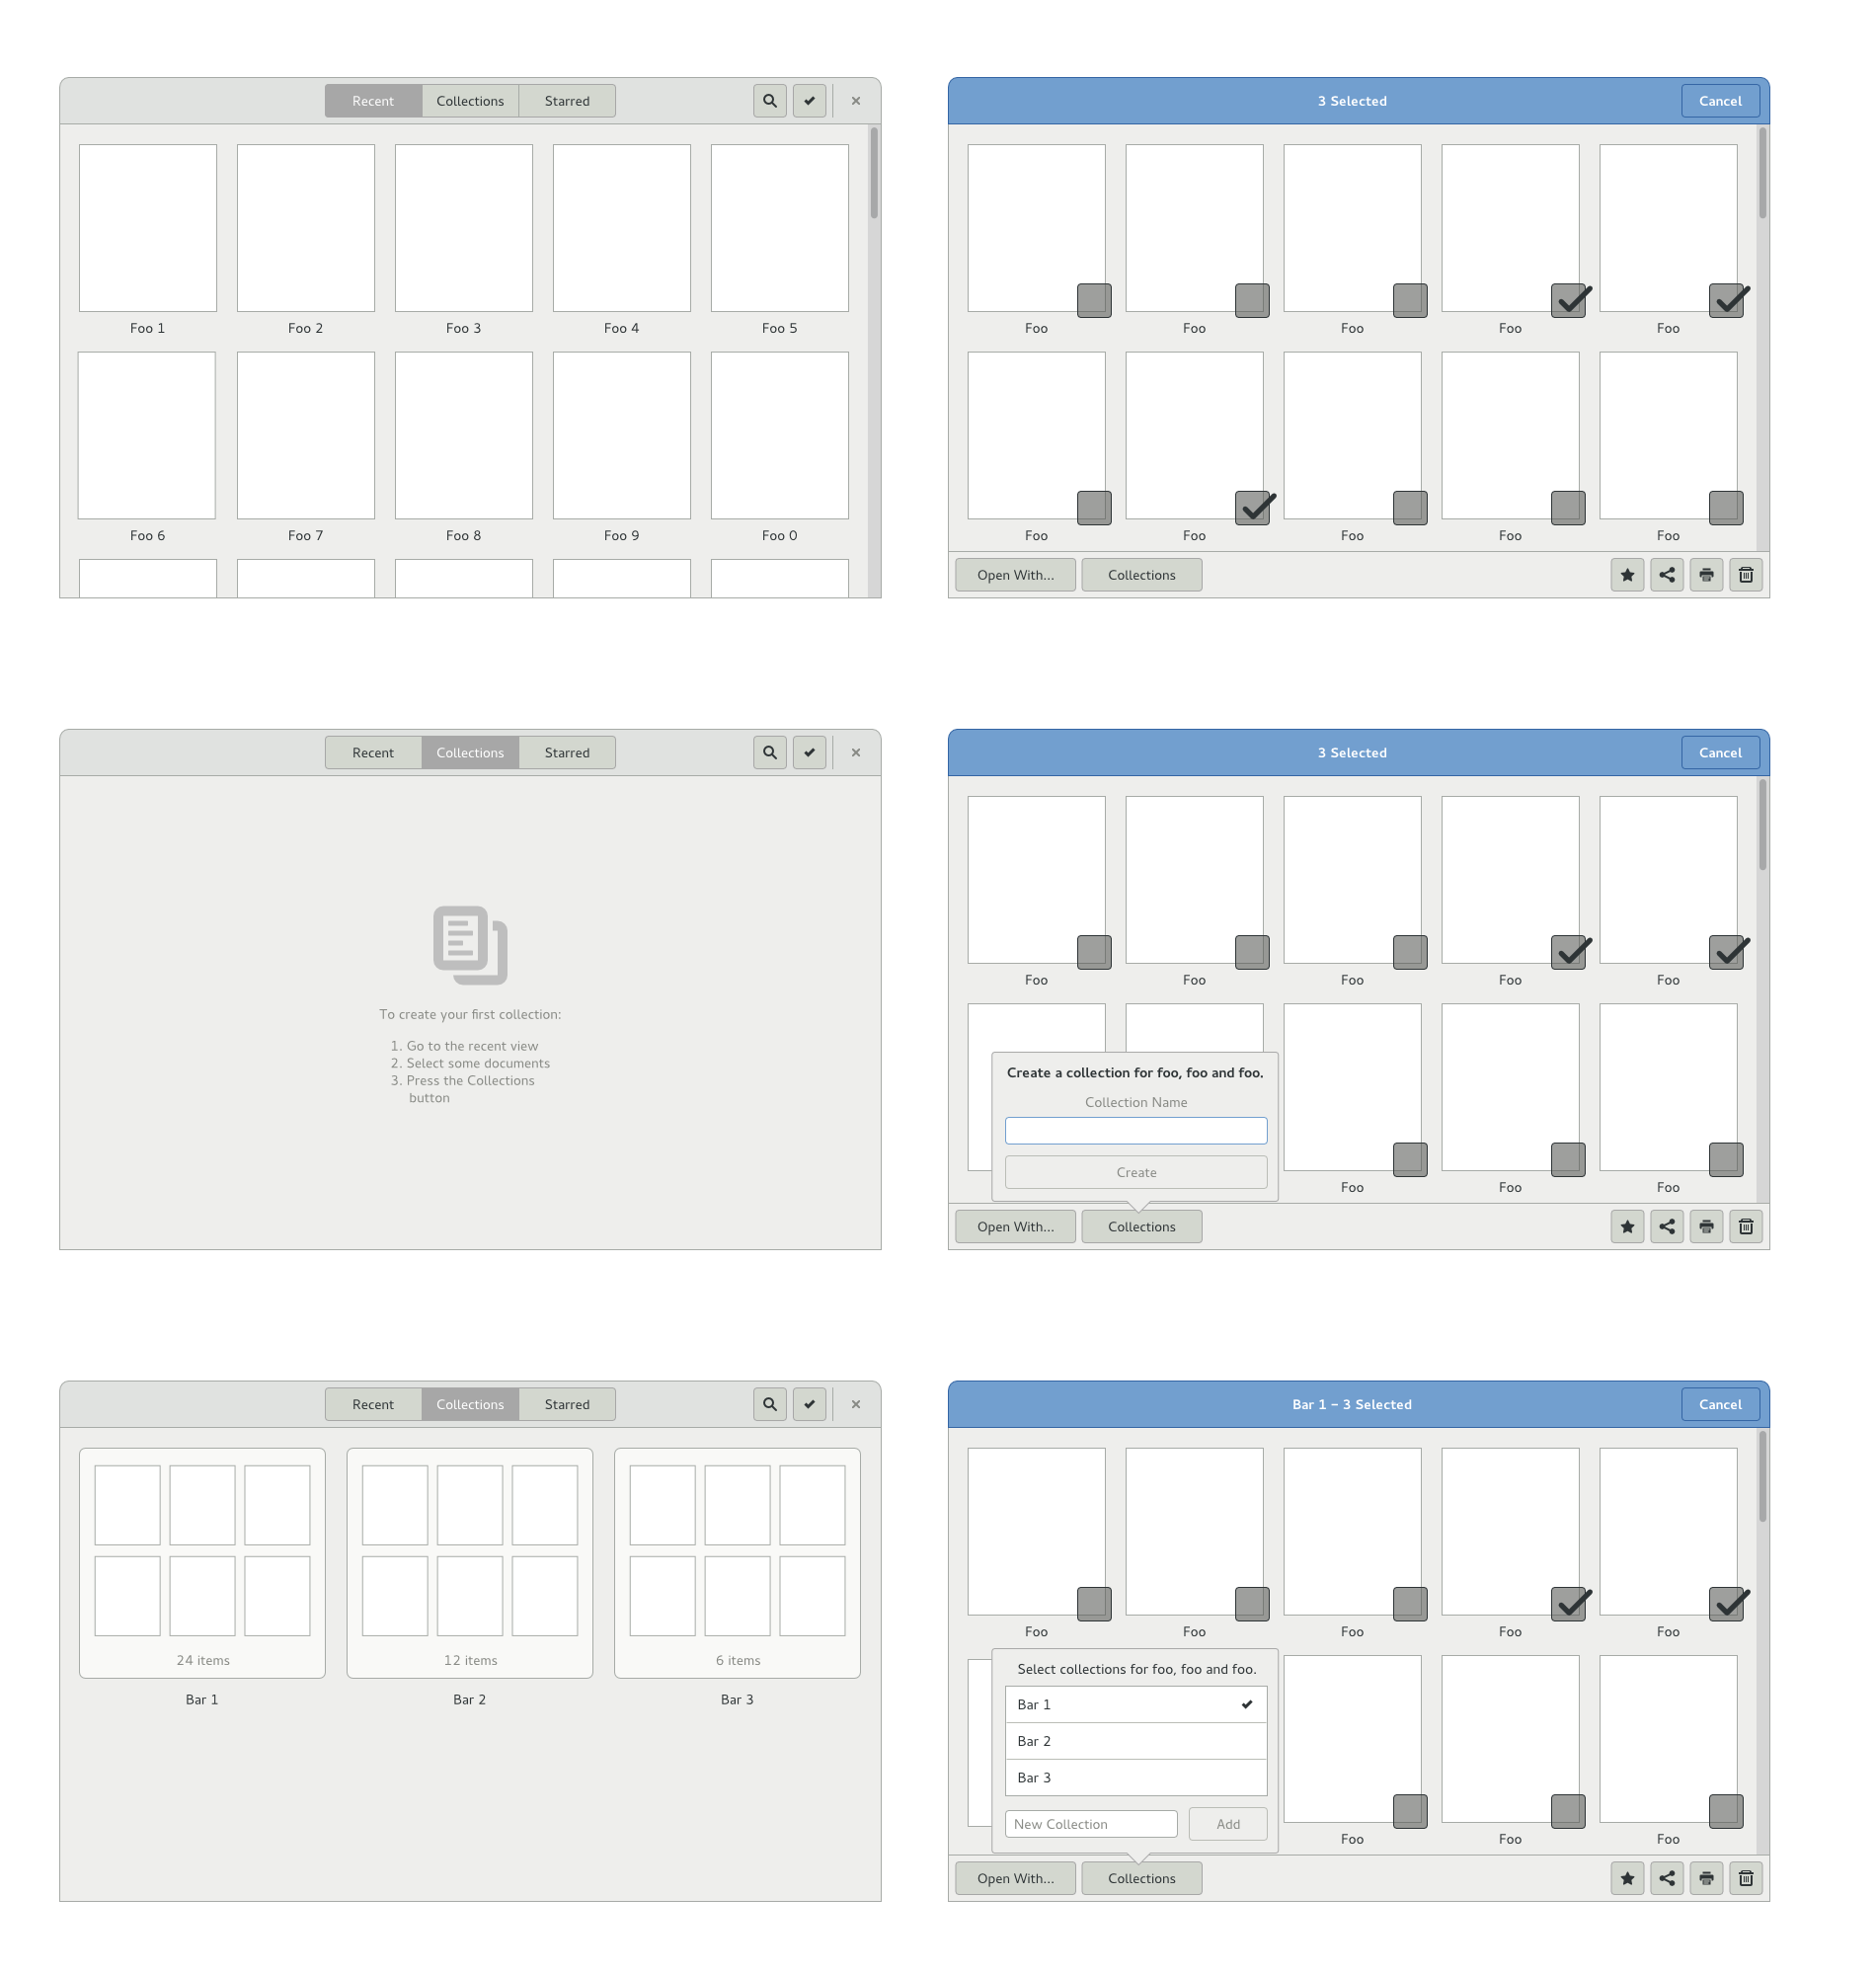 Recent Collections Starred
Foo 1 Foo 2 Foo 3 Foo 4 Foo 5
Foo 6 Foo 7 Foo 8 Foo 9 Foo 0
3 Selected Cancel
Foo Foo Foo Foo Foo
Foo Foo Foo Foo Foo
Open With... Collections
Recent Collections Starred
To create your first collection:
1. Go to the recent view
2. Select some documents
3. Press the Collections
button
3 Selected Cancel
Foo Foo Foo Foo Foo
Create a collection for foo, foo and foo.
Collection Name
Create
Foo Foo Foo
Open With... Collections
Recent Collections Starred
24 items 12 items 6 items
Bar 1 Bar 2 Bar 3
Bar 1 – 3 Selected Cancel
Foo Foo Foo Foo Foo
Select collections for foo, foo and foo.
Bar 1
Bar 2
Bar 3
New Collection Add
Foo Foo Foo
Open With... Collections